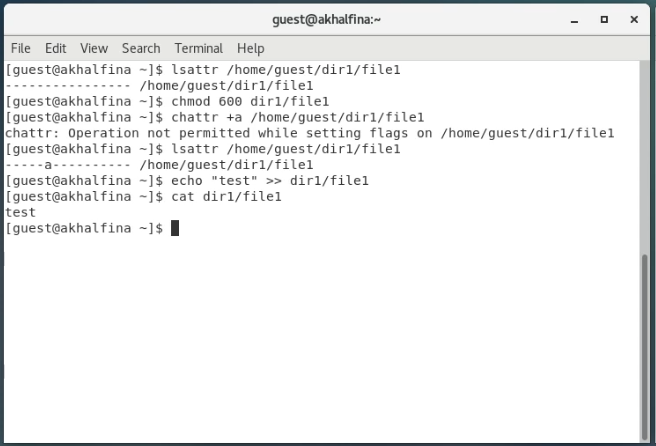 guest@akhalfina:~
File Edit View Search Terminal Help
[guest@akhalfina ~]$ lsattr /home/guest/dir1/file1
---------------- /home/guest/dir1/file1
[guest@akhalfina ~]$ chmod 600 dir1/file1
[guest@akhalfina ~]$ chattr +a /home/guest/dir1/file1
chattr: Operation not permitted while setting flags on /home/guest/dir1/file1
[guest@akhalfina ~]$ lsattr /home/guest/dir1/file1
-----a---------- /home/guest/dir1/file1
[guest@akhalfina ~]$ echo "test" >> dir1/file1
[guest@akhalfina ~]$ cat dir1/file1
test
[guest@akhalfina ~]$